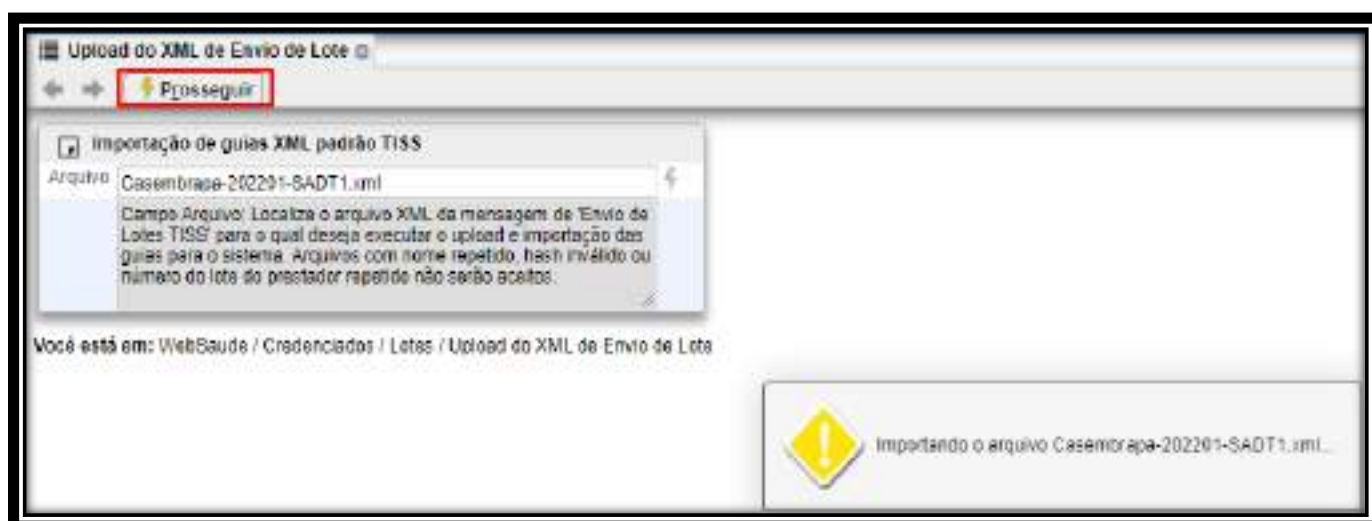 Upload do XML de Envio de Lote
Prosseguir
Importação de guias XML padrão TISS
Arquivo Casembrapa-202201-SADT1.xml
Campo Arquivo: Localize o arquivo XML da mensagem de 'Envio de
Lotes TISS' para o qual deseja executar o upload e importação das
guias para o sistema. Arquivos com nome repetido, hash inválido ou
número do lote do prestador repetido não serão aceitos.
Você está em: WebSaude / Credenciados / Lotes / Upload do XML de Envio de Lote
Importando o arquivo Casembrapa-202201-SADT1.xml...